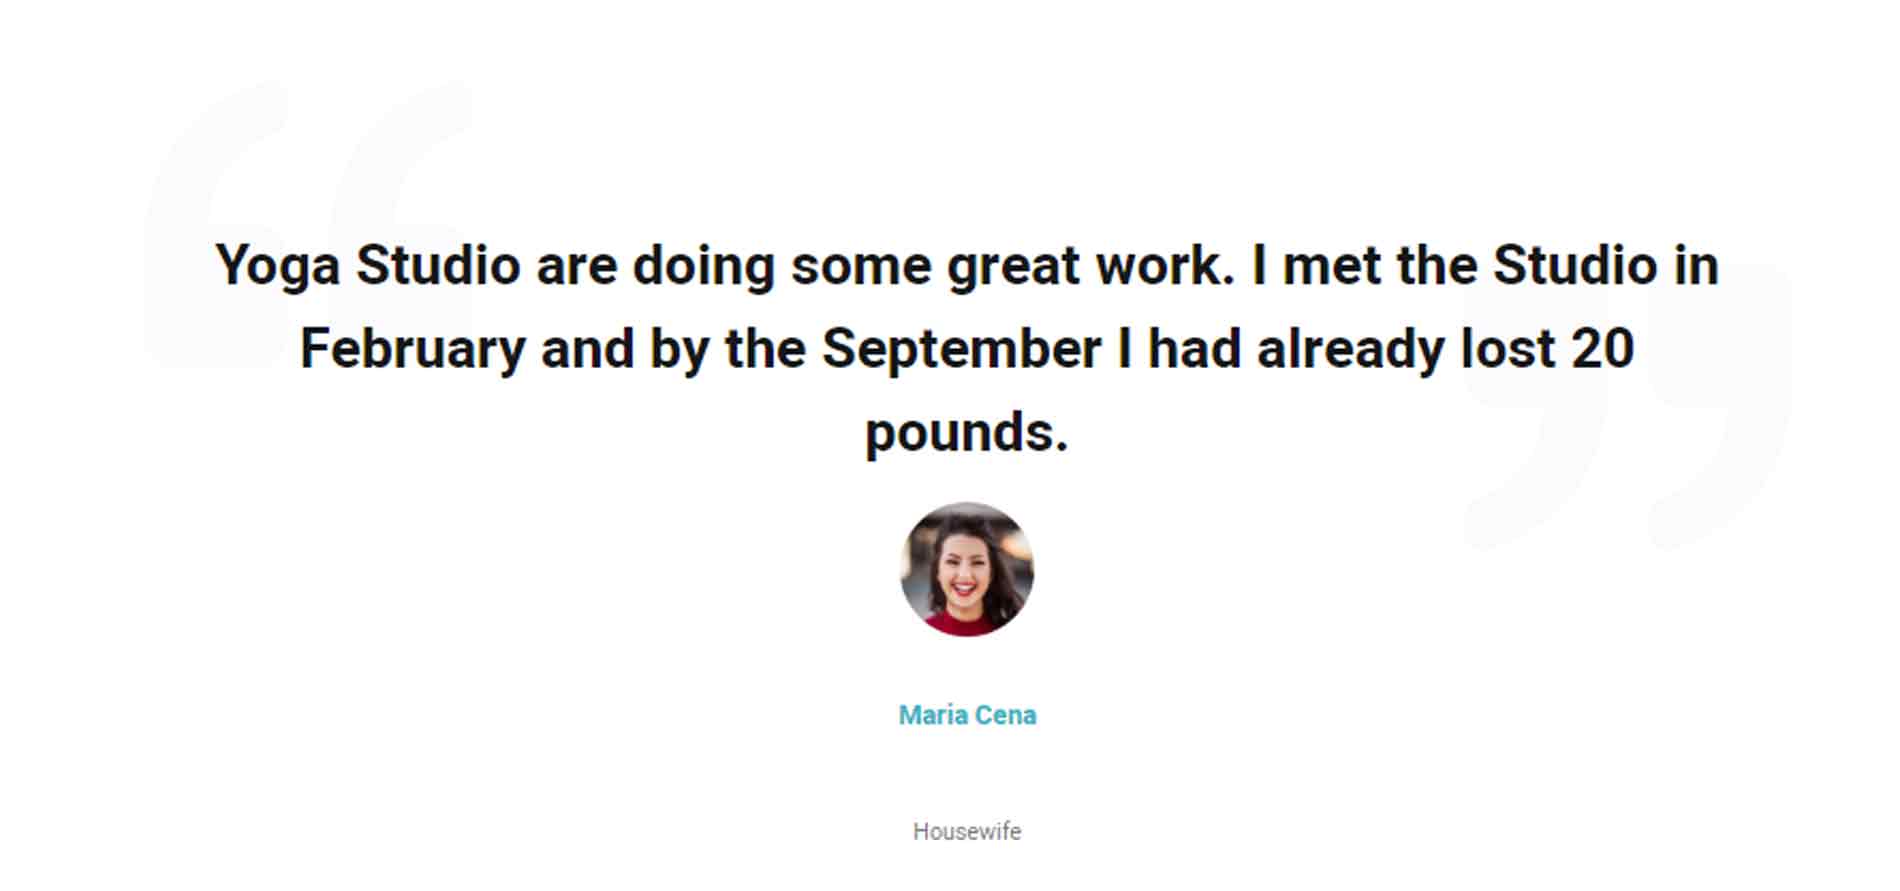 Yoga Studio are doing some great work. I met the Studio in
February and by the September I had already lost 20
pounds.
Maria Cena
Housewife